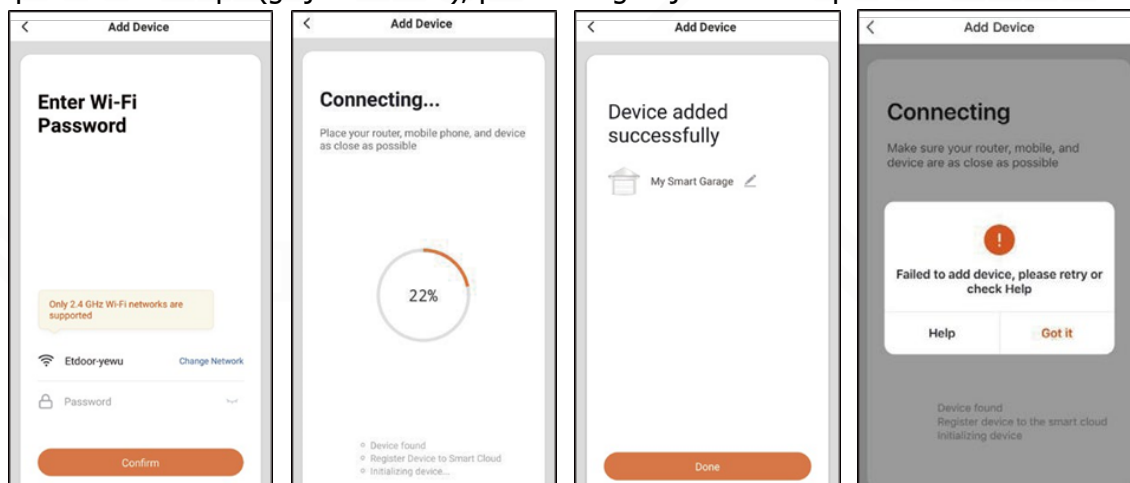 Add Device
Enter Wi-Fi
Password
Only 2.4 GHz Wi-Fi networks are
supported
Etdoor-yewu
Change Network
Password
Confirm
Add Device
Connecting...
Place your router, mobile phone, and device
as close as possible
22%
Device found
Register Device to Smart Cloud
Initializing device...
Add Device
Device added
successfully
My Smart Garage
Done
Add Device
Connecting
Make sure your router, mobile, and
device are as close as possible
!
Failed to add device, please retry or
check Help
Help
Got it
Device found
Register device to the smart cloud
Initializing device